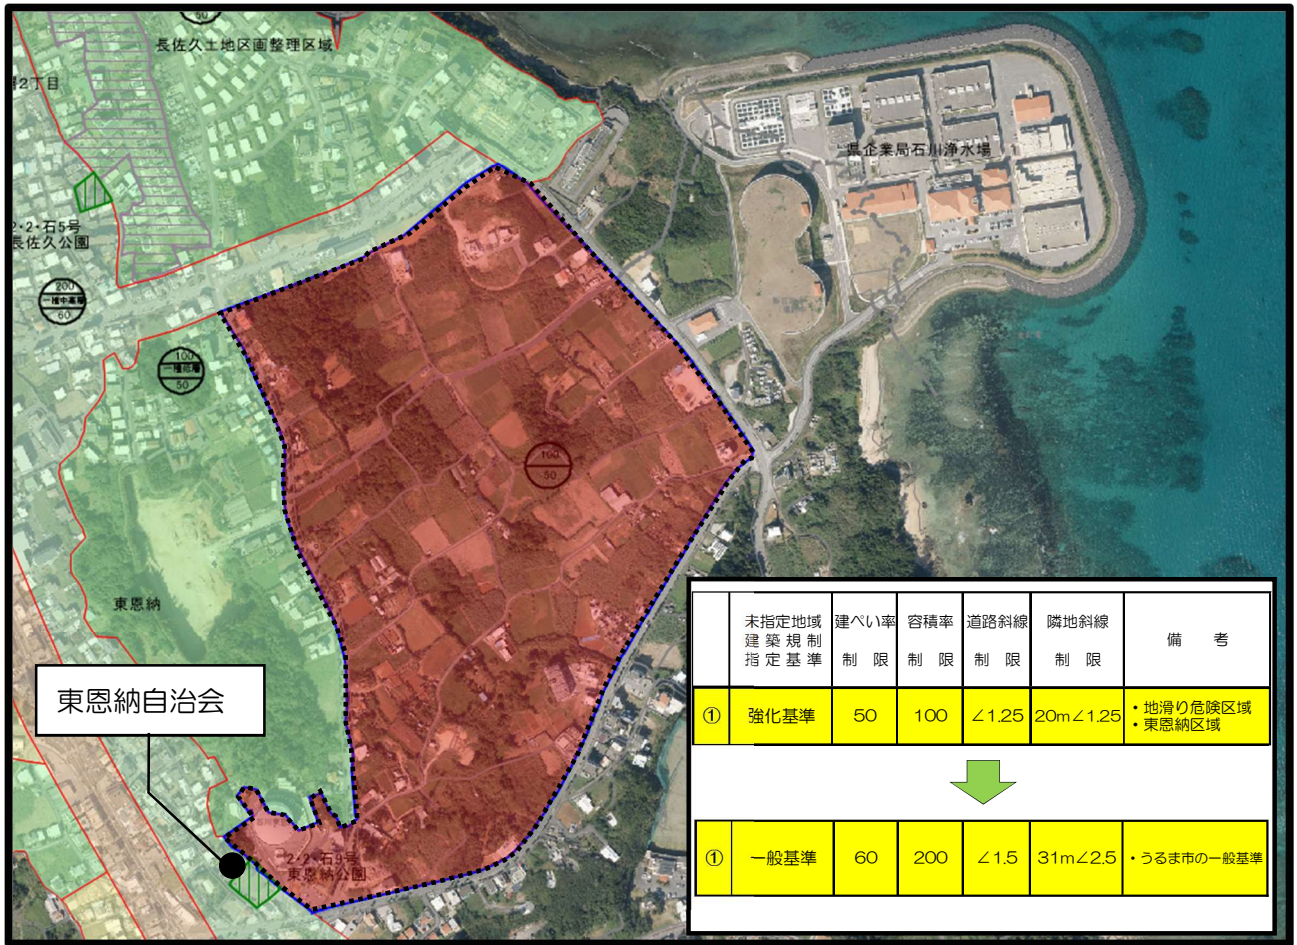 50
長佐久土地区画整理区域
2丁目
県企業局石川浄水場
2・2・石5号
長佐久公園
200
一種中高層
60
100
一種低層
50
100
50
東恩納
東恩納自治会
2・2・石9号
東恩納公園
未指定地域
建築規制
指定基準
建ぺい率
制 限
容積率
制 限
道路斜線
制 限
隣地斜線
制 限
備 考
① 強化基準 50 100 ∠1.25 20m∠1.25 ・地滑り危険区域
・東恩納区域
① 一般基準 60 200 ∠1.5 31m∠2.5 ・うるま市の一般基準